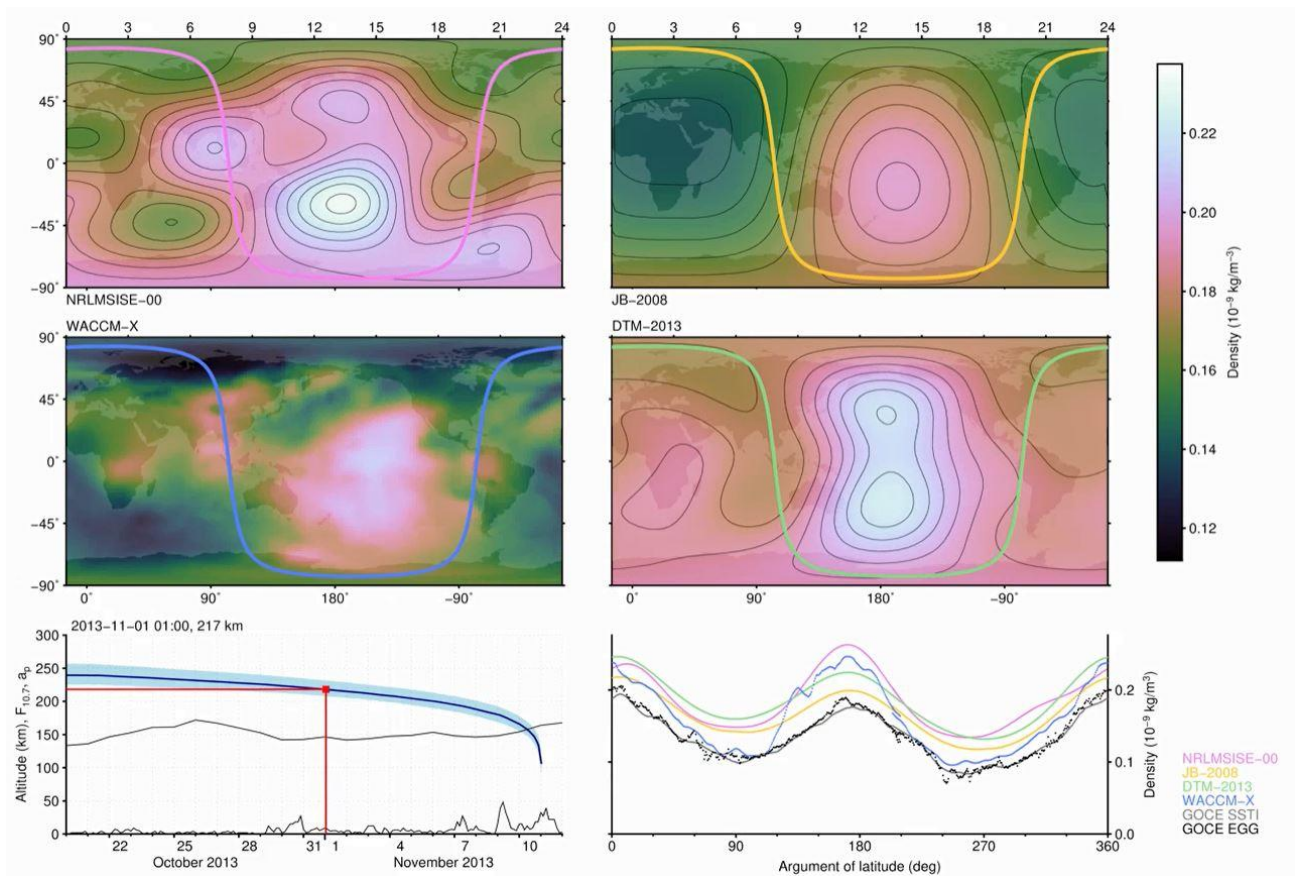 0 3 6 9 12 15 18 21 24
0 3 6 9 12 15 18 21 24
90°
45°
0°
−45°
−90°
0.22
0.20
0.18
0.16
0.14
0.12
Density (10⁻⁹ kg/m⁻³)
NRLMSISE−00
JB−2008
WACCM−X
DTM−2013
90°
45°
0°
−45°
−90°
0° 90° 180° −90°
0° 90° 180° −90°
2013−11−01 01:00, 217 km
300
250
200
150
100
50
0
Altitude (km), F10.7, ap
22 25 28 31 1 4 7 10
October 2013
November 2013
0.2
0.1
0.0
Density (10⁻⁹ kg/m³)
0 90 180 270 360
Argument of latitude (deg)
NRLMSISE−00
JB−2008
DTM−2013
WACCM−X
GOCE SSTI
GOCE EGG